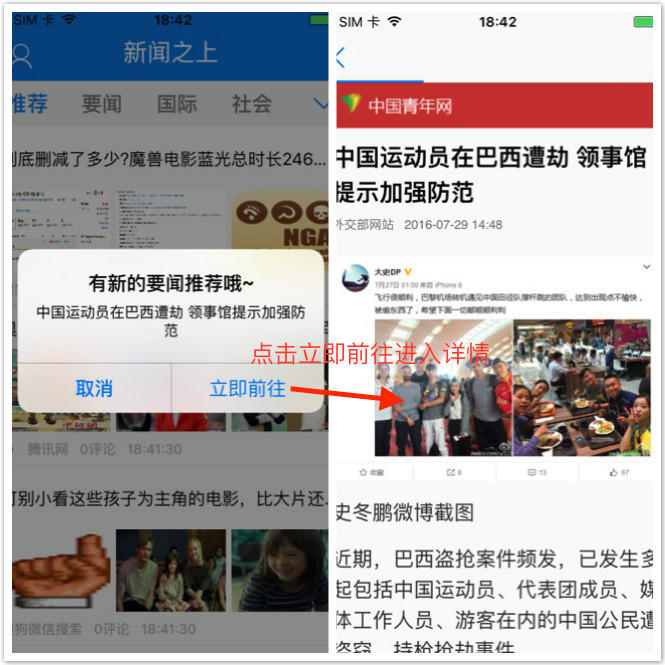 SIM 卡
18:42
新闻之上
推荐 要闻 国际 社会
到底删减了多少?魔兽电影蓝光总时长246...
NGA
有新的要闻推荐哦~
中国运动员在巴西遭劫 领事馆提示加强防
范
取消
立即前往
腾讯网 0评论 18:41:30
可别小看这些孩子为主角的电影，比大片还...
搜狗微信搜索 0评论 18:41:30
点击立即前往进入详情
SIM 卡
18:42
中国青年网
中国运动员在巴西遭劫 领事馆
提示加强防范
外交部网站 2016-07-29 14:48
大史DP
7月27日 01:00 来自 iPhone 6
飞行很顺利，巴黎机场转机遇见中国田径队撑杆跳的团队，达到出现点不愉快，
被偷东西了，希望下面一切都顺顺利利
收藏 8 13 67
史冬鹏微博截图
近期，巴西盗抢案件频发，已发生多
起包括中国运动员、代表团成员、媒
体工作人员、游客在内的中国公民遭
盗窃、持枪抢劫事件